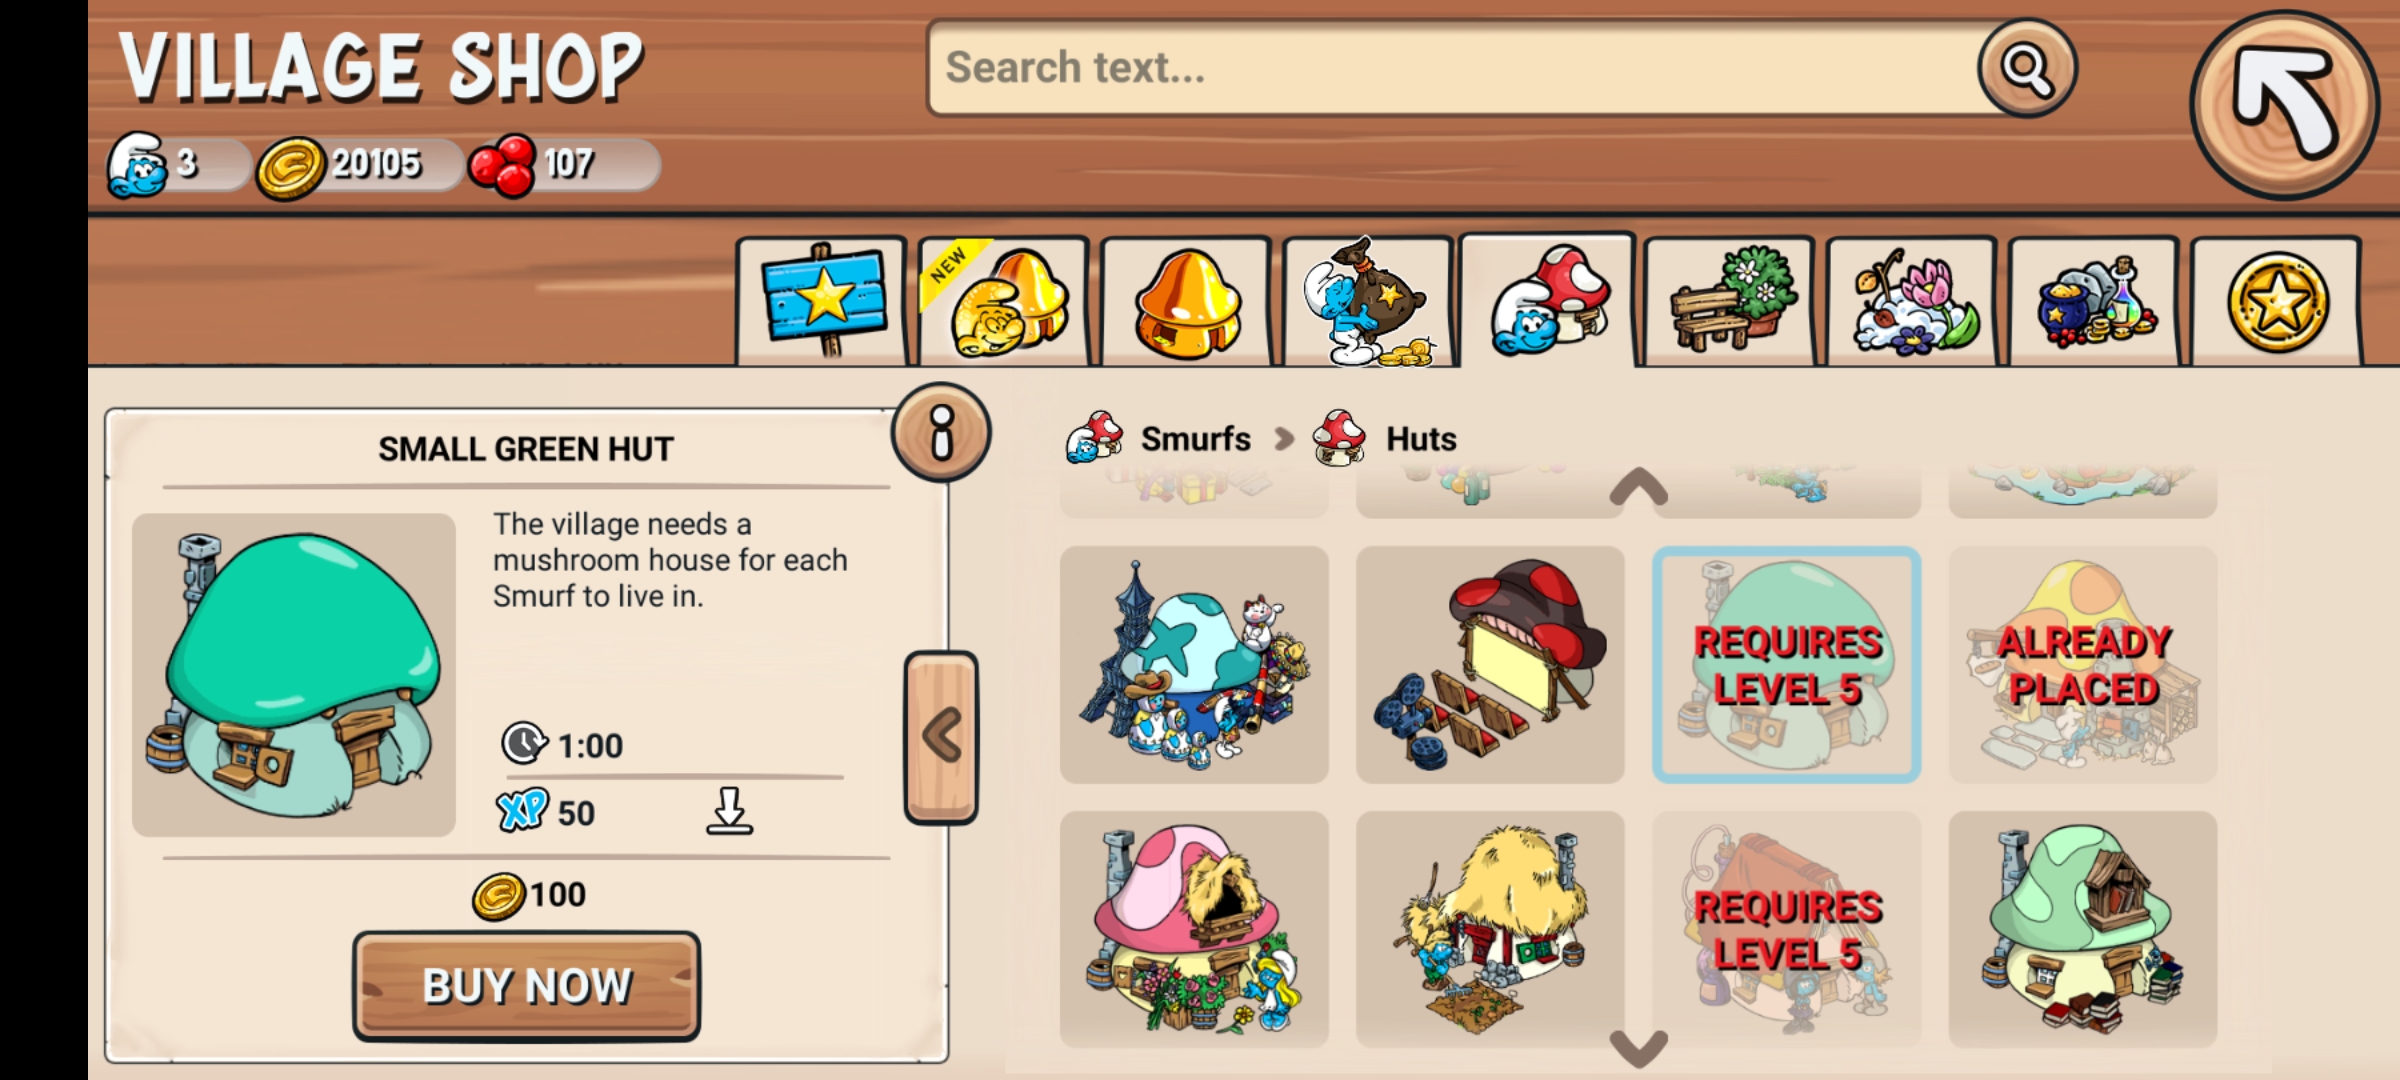 VILLAGE SHOP
Search text...
3
20105
107
NEW
SMALL GREEN HUT
The village needs a
mushroom house for each
Smurf to live in.
1:00
XP 50
100
BUY NOW
Smurfs
Huts
REQUIRES
LEVEL 5
ALREADY
PLACED
REQUIRES
LEVEL 5